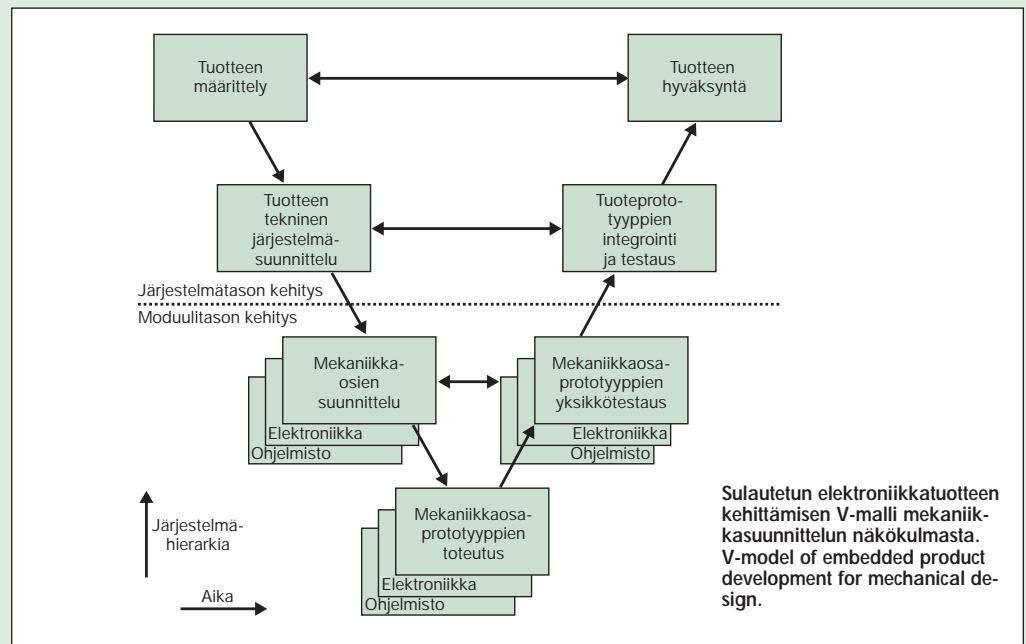 Tuotteen
määrittely
Tuotteen
hyväksyntä
Tuotteen
tekninen
järjestelmä-
suunnittelu
Tuoteproto-
tyyppien
integrointi
ja testaus
Järjestelmätason kehitys
Moduulitason kehitys
Mekaniikka-
osien
suunnittelu
Elektroniikka
Ohjelmisto
Mekaniikkaosa-
prototyyppien
yksikkötestaus
Elektroniikka
Ohjelmisto
Mekaniikkaosa-
prototyyppien
toteutus
Elektroniikka
Ohjelmisto
Järjestelmä-
hierarkia
Aika
Sulautetun elektroniikkatuotteen
kehittämisen V-malli mekaniik-
kasuunnittelun näkökulmasta.
V-model of embedded product
development for mechanical de-
sign.